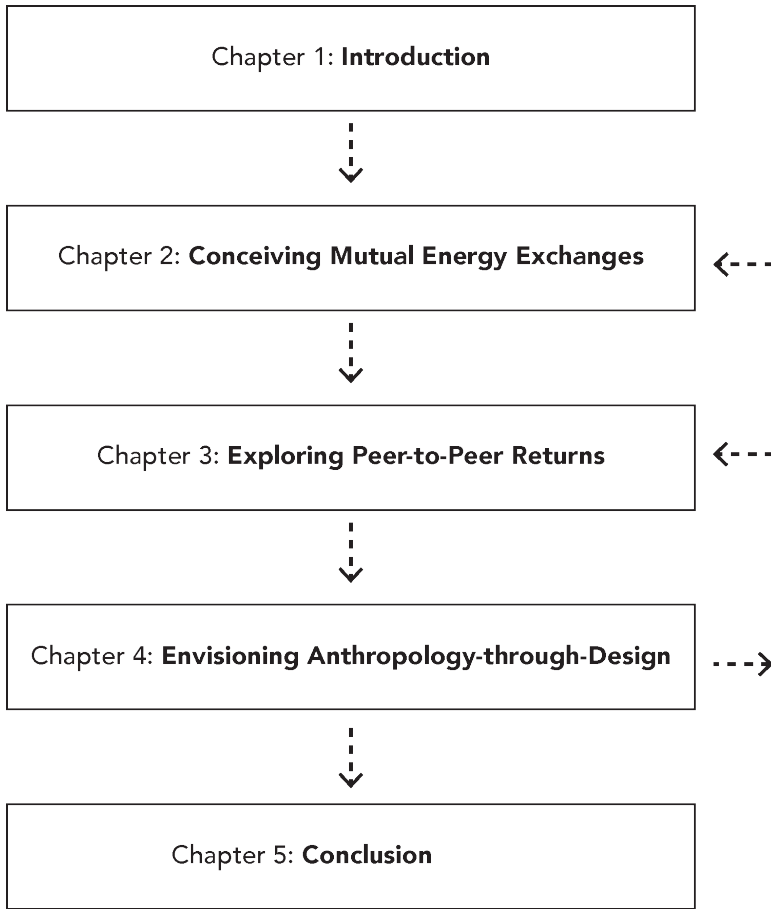 Chapter 1: Introduction
Chapter 2: Conceiving Mutual Energy Exchanges
Chapter 3: Exploring Peer-to-Peer Returns
Chapter 4: Envisioning Anthropology-through-Design
Chapter 5: Conclusion